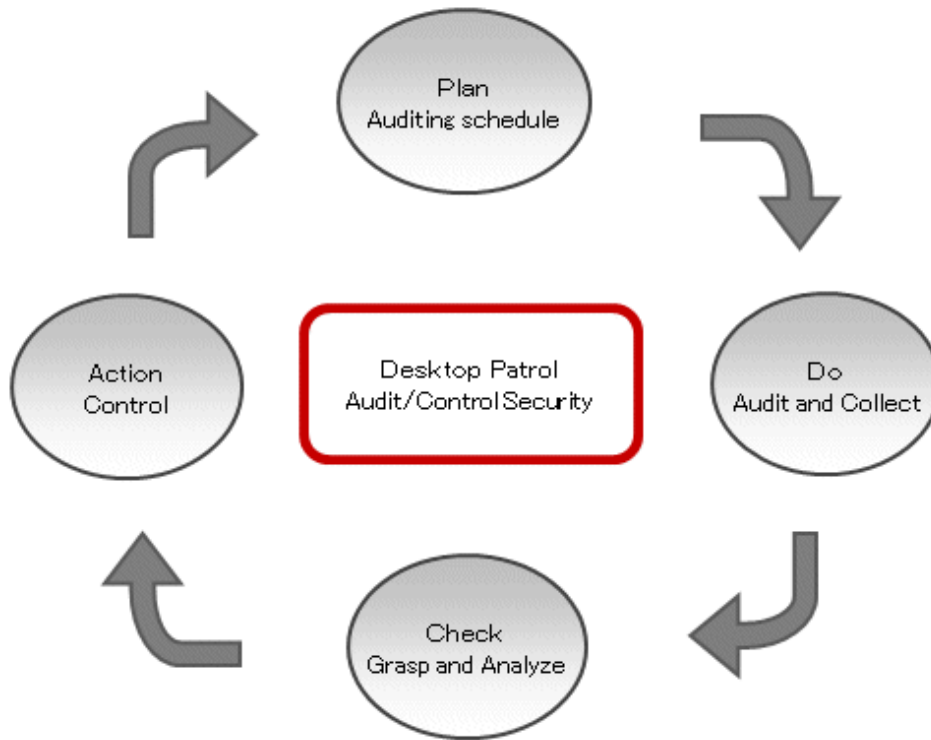 Plan
Auditing schedule
Action
Control
Desktop Patrol
Audit/Control Security
Do
Audit and Collect
Check
Grasp and Analyze